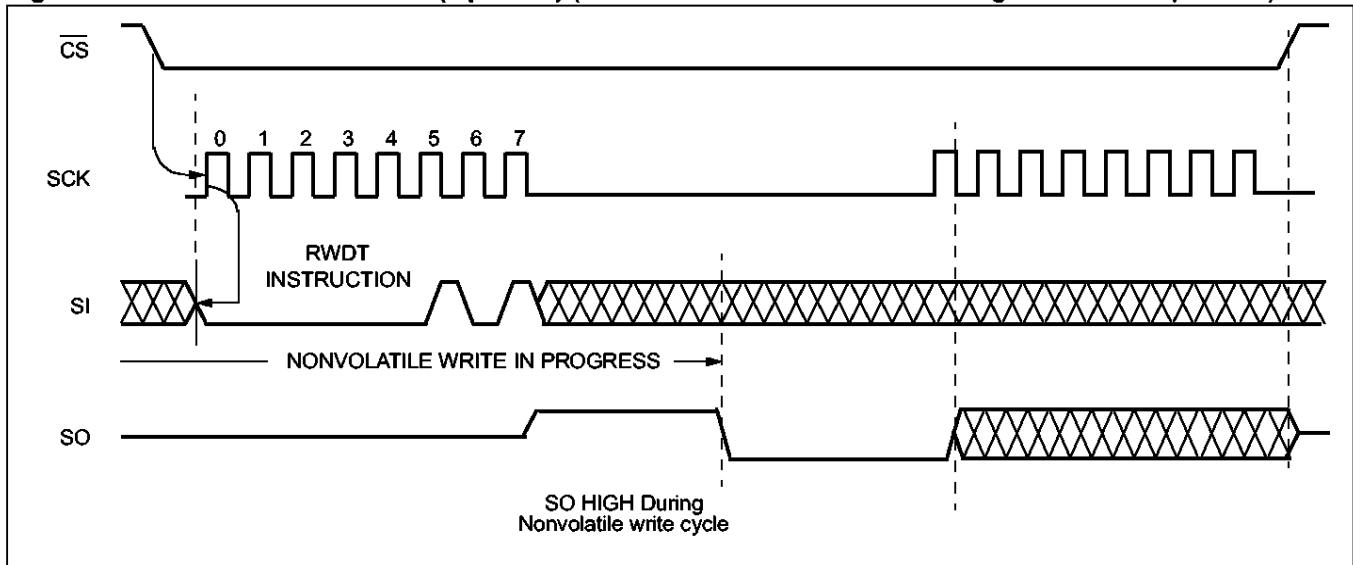 CS
0 1 2 3 4 5 6 7
SCK
RWDT
INSTRUCTION
SI
NONVOLATILE WRITE IN PROGRESS
SO
SO HIGH During
Nonvolatile write cycle